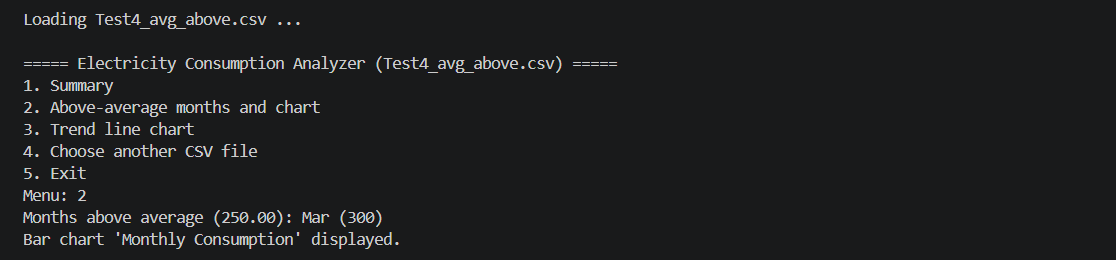 Loading Test4_avg_above.csv ...
===== Electricity Consumption Analyzer (Test4_avg_above.csv) =====
1. Summary
2. Above-average months and chart
3. Trend line chart
4. Choose another CSV file
5. Exit
Menu: 2
Months above average (250.00): Mar (300)
Bar chart 'Monthly Consumption' displayed.